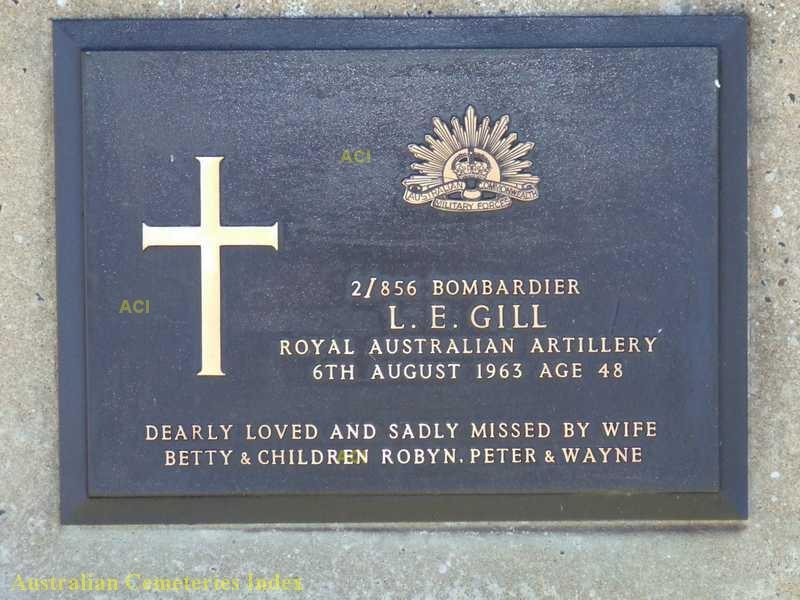 ACI
AUSTRALIAN COMMONWEALTH
MILITARY FORCES
ACI
2/856 BOMBARDIER
L. E. GILL
ROYAL AUSTRALIAN ARTILLERY
6TH AUGUST 1963 AGE 48
DEARLY LOVED AND SADLY MISSED BY WIFE
BETTY & CHILDREN ROBYN, PETER & WAYNE
ACI
Australian Cemeteries Index